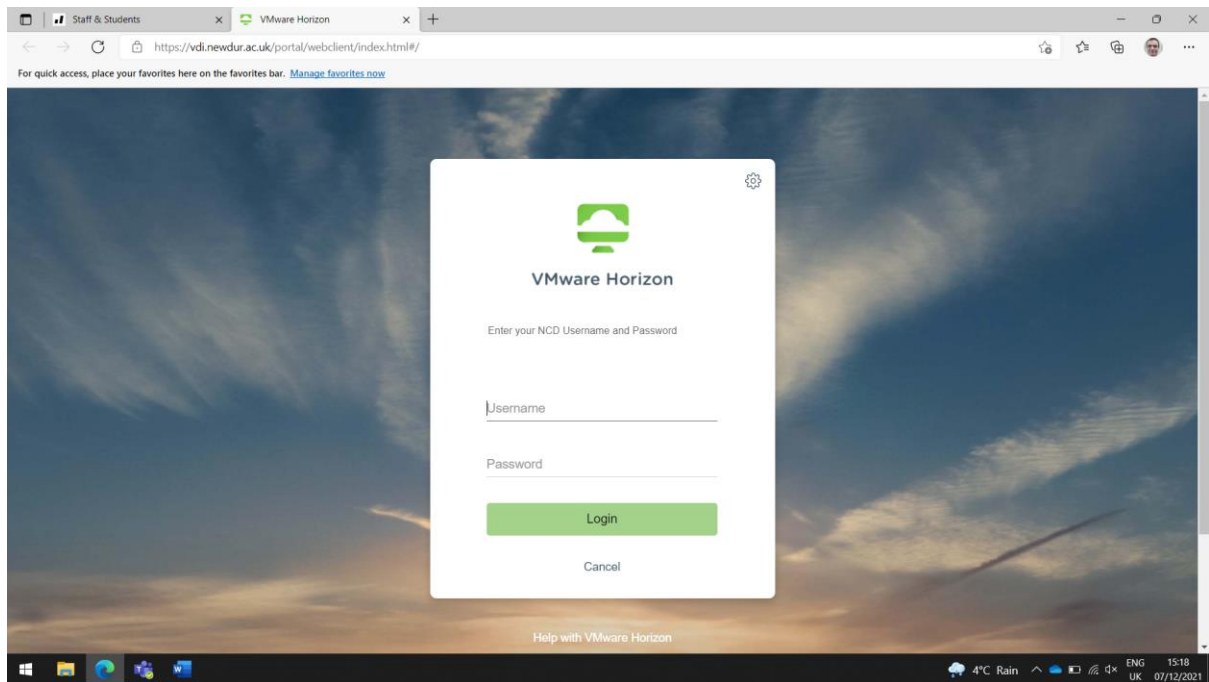 Staff & Students
VMware Horizon
https://vdi.newdur.ac.uk/portal/webclient/index.html#/
For quick access, place your favorites here on the favorites bar. Manage favorites now
VMware Horizon
Enter your NCD Username and Password
Username
Password
Login
Cancel
Help with VMware Horizon
4°C Rain
ENG
UK
15:18
07/12/2021